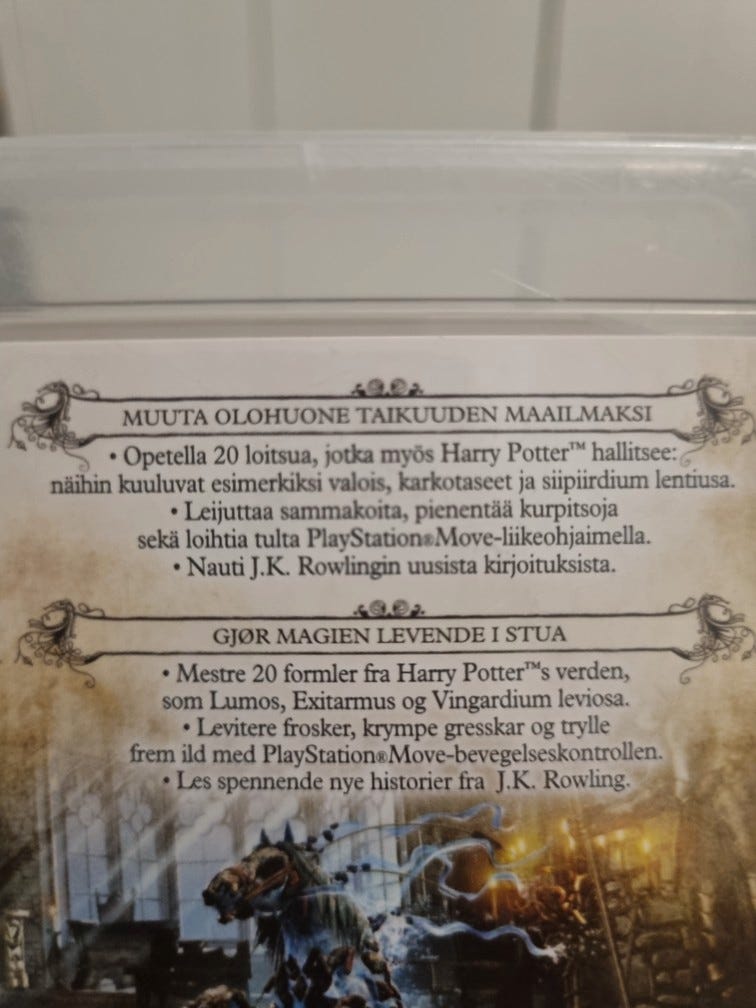 MUUTA OLOHUONE TAIKUUDEN MAAILMAKSI
• Opetella 20 loitsua, jotka myös Harry Potter™ hallitsee:
näihin kuuluvat esimerkiksi valois, karkotaseet ja siipiirdium lentiusa.
• Leijuttaa sammakoita, pienentää kurpitsoja
sekä loihtia tulta PlayStation®Move-liikeohjaimella.
• Nauti J.K. Rowlingin uusista kirjoituksista.
GJØR MAGIEN LEVENDE I STUA
• Mestre 20 formler fra Harry Potter™s verden,
som Lumos, Exitarmus og Vingardium leviosa.
• Levitere frosker, krympe gresskar og trylle
frem ild med PlayStation®Move-bevegelseskontrollen.
• Les spennende nye historier fra J.K. Rowling.